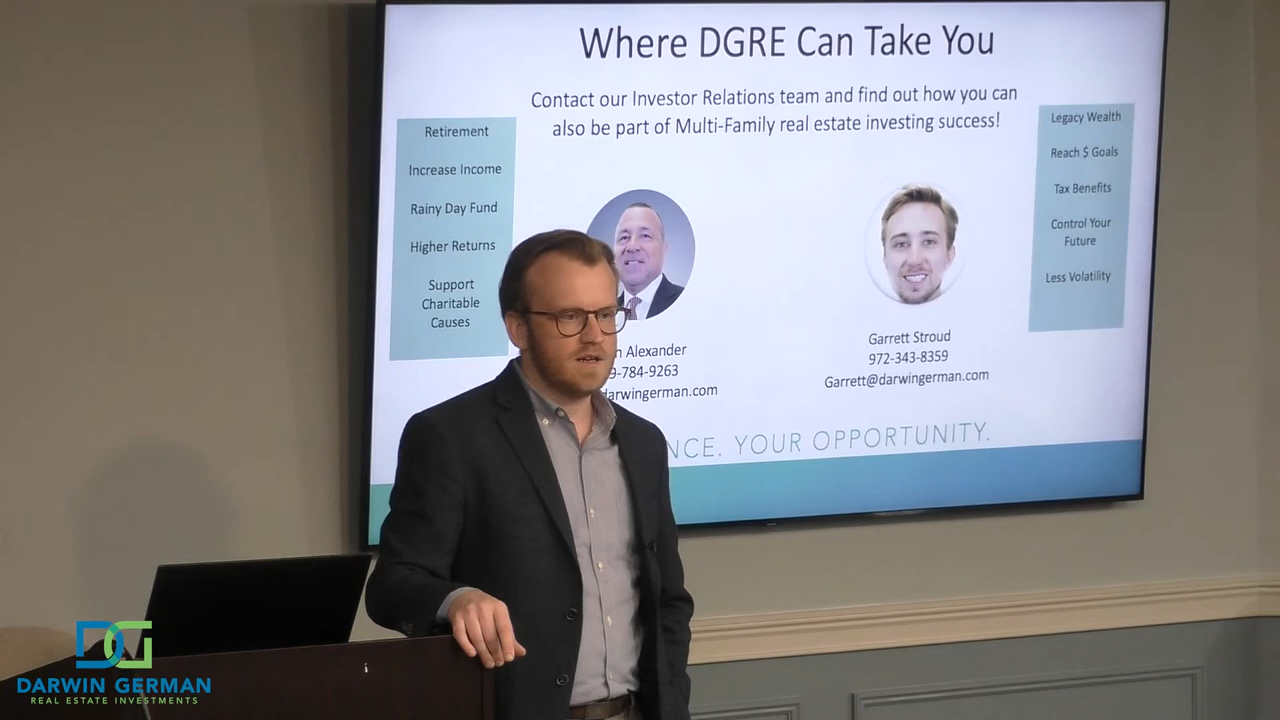 Where DGRE Can Take You
Contact our Investor Relations team and find out how you can
also be part of Multi-Family real estate investing success!
Retirement
Increase Income
Rainy Day Fund
Higher Returns
Support
Charitable
Causes
Legacy Wealth
Reach $ Goals
Tax Benefits
Control Your
Future
Less Volatility
Alexander
9-784-9263
darwingerman.com
Garrett Stroud
972-343-8359
Garrett@darwingerman.com
NCE. YOUR OPPORTUNITY.
DG
DARWIN GERMAN
REAL ESTATE INVESTMENTS